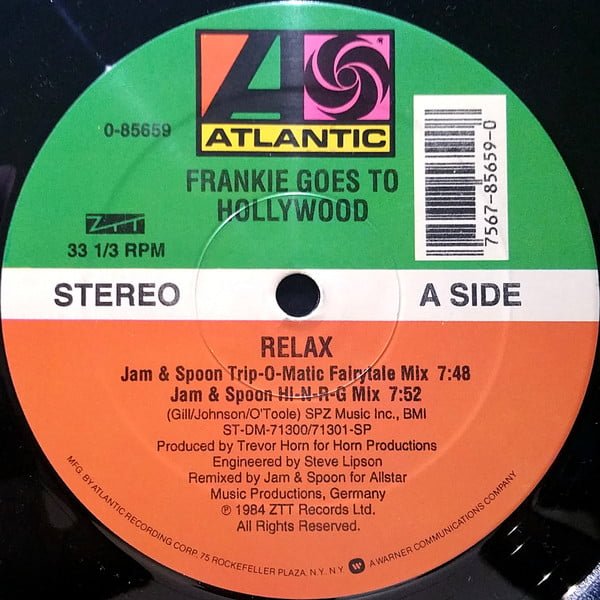 ATLANTIC
0-85659
FRANKIE GOES TO
HOLLYWOOD
ZTT
33 1/3 RPM
7567-85659-0
STEREO
A SIDE
RELAX
Jam & Spoon Trip-O-Matic Fairytale Mix 7:48
Jam & Spoon HI-N-R-G Mix 7:52
(Gill/Johnson/O'Toole) SPZ Music Inc., BMI
ST-DM-71300/71301-SP
Produced by Trevor Horn for Horn Productions
Engineered by Steve Lipson
Remixed by Jam & Spoon for Allstar
Music Productions, Germany
℗ 1984 ZTT Records Ltd.
All Rights Reserved.
MFG. BY ATLANTIC RECORDING CORP. 75 ROCKEFELLER PLAZA, N.Y. N.Y. A WARNER COMMUNICATIONS COMPANY